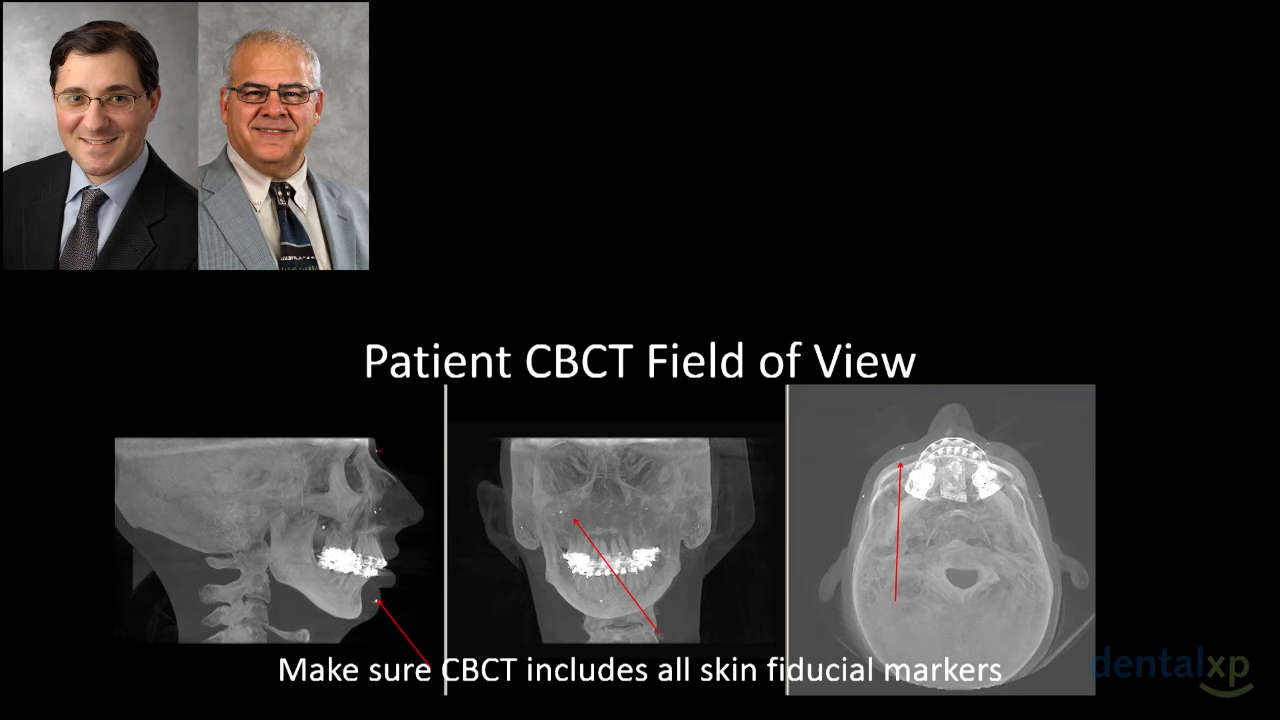 Patient CBCT Field of View
Make sure CBCT includes all skin fiducial markers
dentalxp